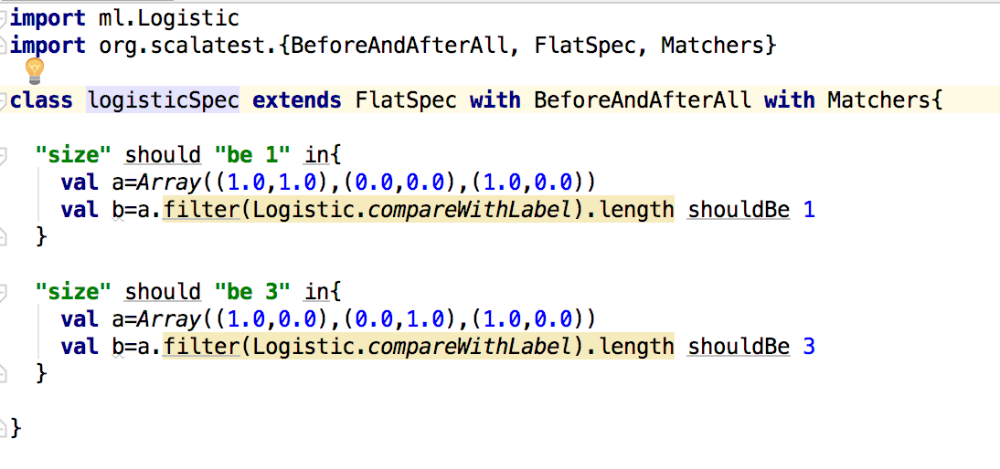 import ml.Logistic
import org.scalatest.{BeforeAndAfterAll, FlatSpec, Matchers}
class logisticSpec extends FlatSpec with BeforeAndAfterAll with Matchers{
"size" should "be 1" in{
val a=Array((1.0,1.0),(0.0,0.0),(1.0,0.0))
val b=a.filter(Logistic.compareWithLabel).length shouldBe 1
}
"size" should "be 3" in{
val a=Array((1.0,0.0),(0.0,1.0),(1.0,0.0))
val b=a.filter(Logistic.compareWithLabel).length shouldBe 3
}
}